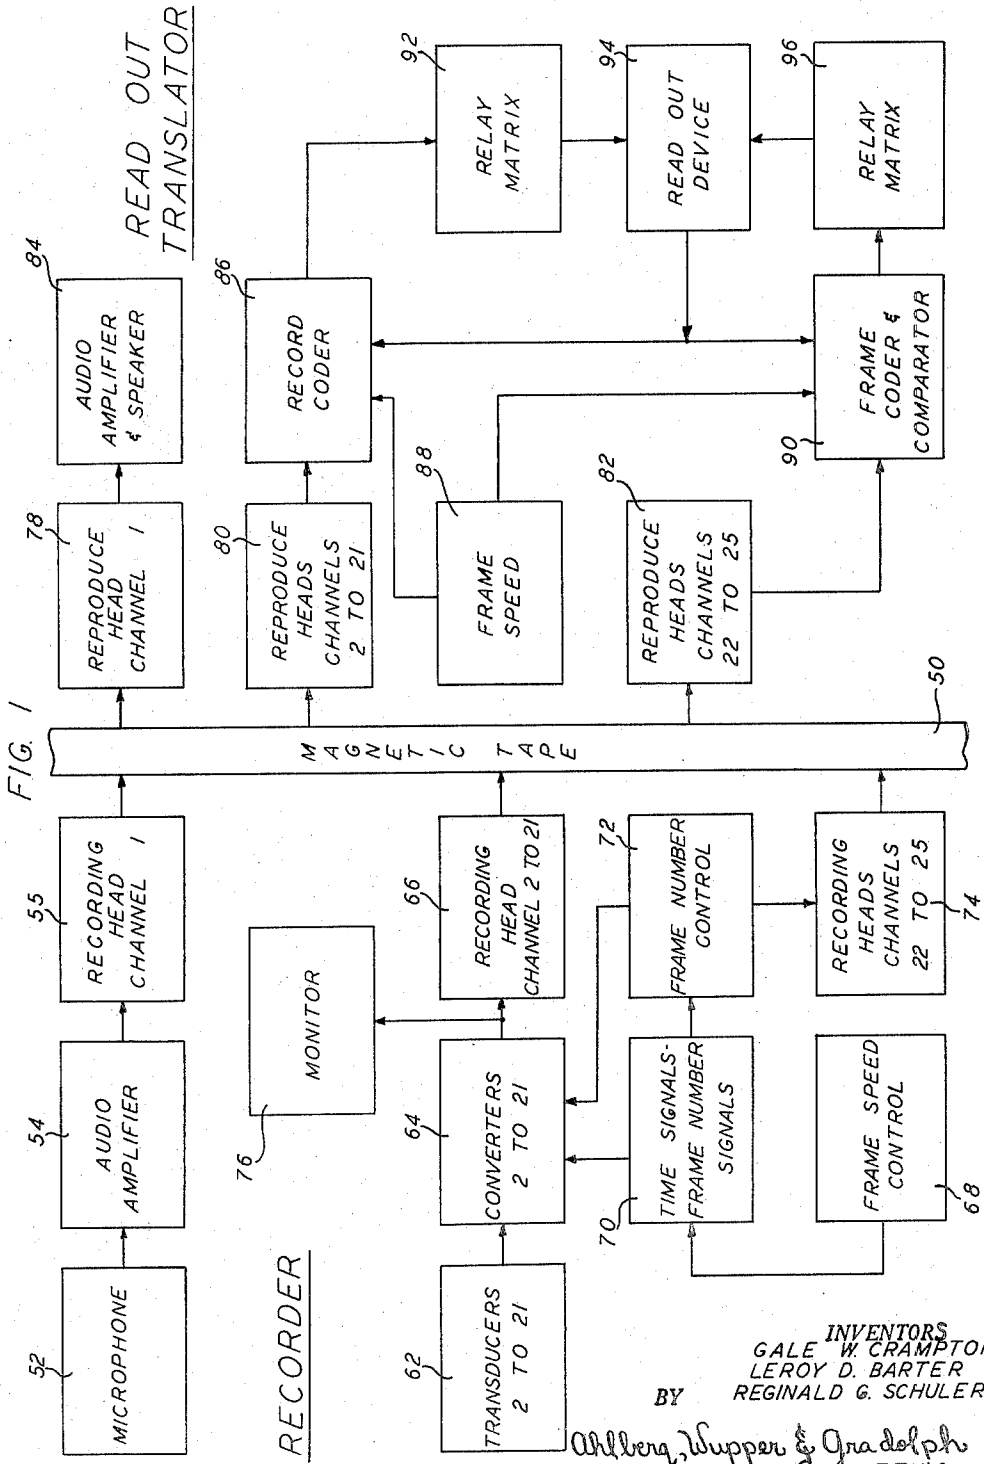 FIG. 1
RECORDER
READ OUT
TRANSLATOR
52
MICROPHONE
54
AUDIO
AMPLIFIER
55
RECORDING
HEAD
CHANNEL 1
78
REPRODUCE
HEAD
CHANNEL 1
84
AUDIO
AMPLIFIER
& SPEAKER
76
MONITOR
62
TRANSDUCERS
2 TO 21
64
CONVERTERS
2 TO 21
66
RECORDING
HEAD
CHANNEL 2 TO 21
MAGNETIC TAPE
50
80
REPRODUCE
HEADS
CHANNELS
2 TO 21
86
RECORD
CODER
92
RELAY
MATRIX
70
TIME SIGNALS-
FRAME NUMBER
SIGNALS
72
FRAME NUMBER
CONTROL
88
FRAME
SPEED
94
READ OUT
DEVICE
68
FRAME SPEED
CONTROL
74
RECORDING
HEADS
CHANNELS
22 TO 25
82
REPRODUCE
HEADS
CHANNELS
22 TO 25
90
FRAME
CODER &
COMPARATOR
96
RELAY
MATRIX
INVENTORS
GALE W. CRAMPTON
LEROY D. BARTER
REGINALD G. SCHULER
BY
Ahlberg, Wupper & Gradolph